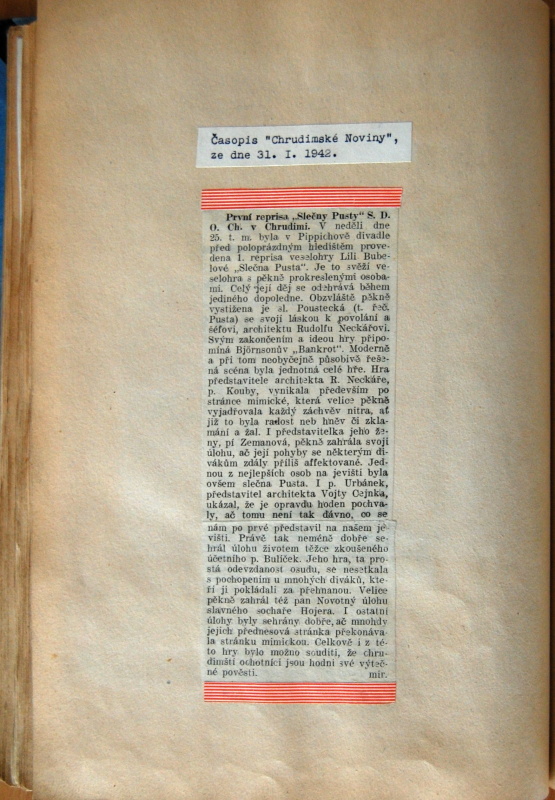 Časopis "Chrudimské Noviny",
ze dne 31. I. 1942.
První reprisa „Slečny Pusty“ S. D.
O. Ch. v Chrudimi. V neděli dne
25. t. m. byla v Pippichově divadle
před poloprázdným hledištěm prove-
dena I. reprisa veselohry Lili Bube-
lové „Slečna Pusta“. Je to svěží ve-
selohra s pěkně prokreslenými osoba-
mi. Celý její děj se odehrává během
jediného dopoledne. Obzvláště pěkně
vystižena je sl. Poustecká (t. řeč.
Pusta) se svojí láskou k povolání a
šéfovi, architektu Rudolfu Neckářovi.
Svým zakončením a ideou hry připo-
míná Björnsonův „Bankrot“. Moderně
a při tom neobyčejně působivě řeše-
ná scéna byla jednotná celé hře. Hra
představitele architekta R. Neckáře,
p. Kouby, vynikala především po
stránce mimické, která velice pěkně
vyjadřovala každý záchvěv nitra, ať
již to byla radost neb hněv či zkla-
mání a žal. I představitelka jeho že-
ny, pí Zemanová, pěkně zahrála svoji
úlohu, ač její pohyby se některým di-
vákům zdály příliš affektované. Jed-
nou z nejlepších osob na jevišti byla
ovšem slečna Pusta. I p. Urbánek,
představitel architekta Vojty Cejnka,
ukázal, že je opravdu hoden pochva-
ly, ač tomu není tak dávno, co se
nám po prvé představil na našem je-
višti. Právě tak neméně dobře se-
hrál úlohu životem těžce zkoušeného
účetního p. Bulíček. Jeho hra, ta pro-
stá odevzdanost osudu, se nesetkala
s pochopením u mnohých diváků, kte-
ří ji pokládali za přehnanou. Velice
pěkně zahrál též pan Novotný úlohu
slavného sochaře Hojera. I ostatní
úlohy byly sehrány dobře, ač mnohdy
jejich přednesová stránka překonáva-
la stránku mimickou. Celkově i z té-
to hry bylo možno souditi, že chru-
dimští ochotníci jsou hodni své výteč-
né pověsti. mir.